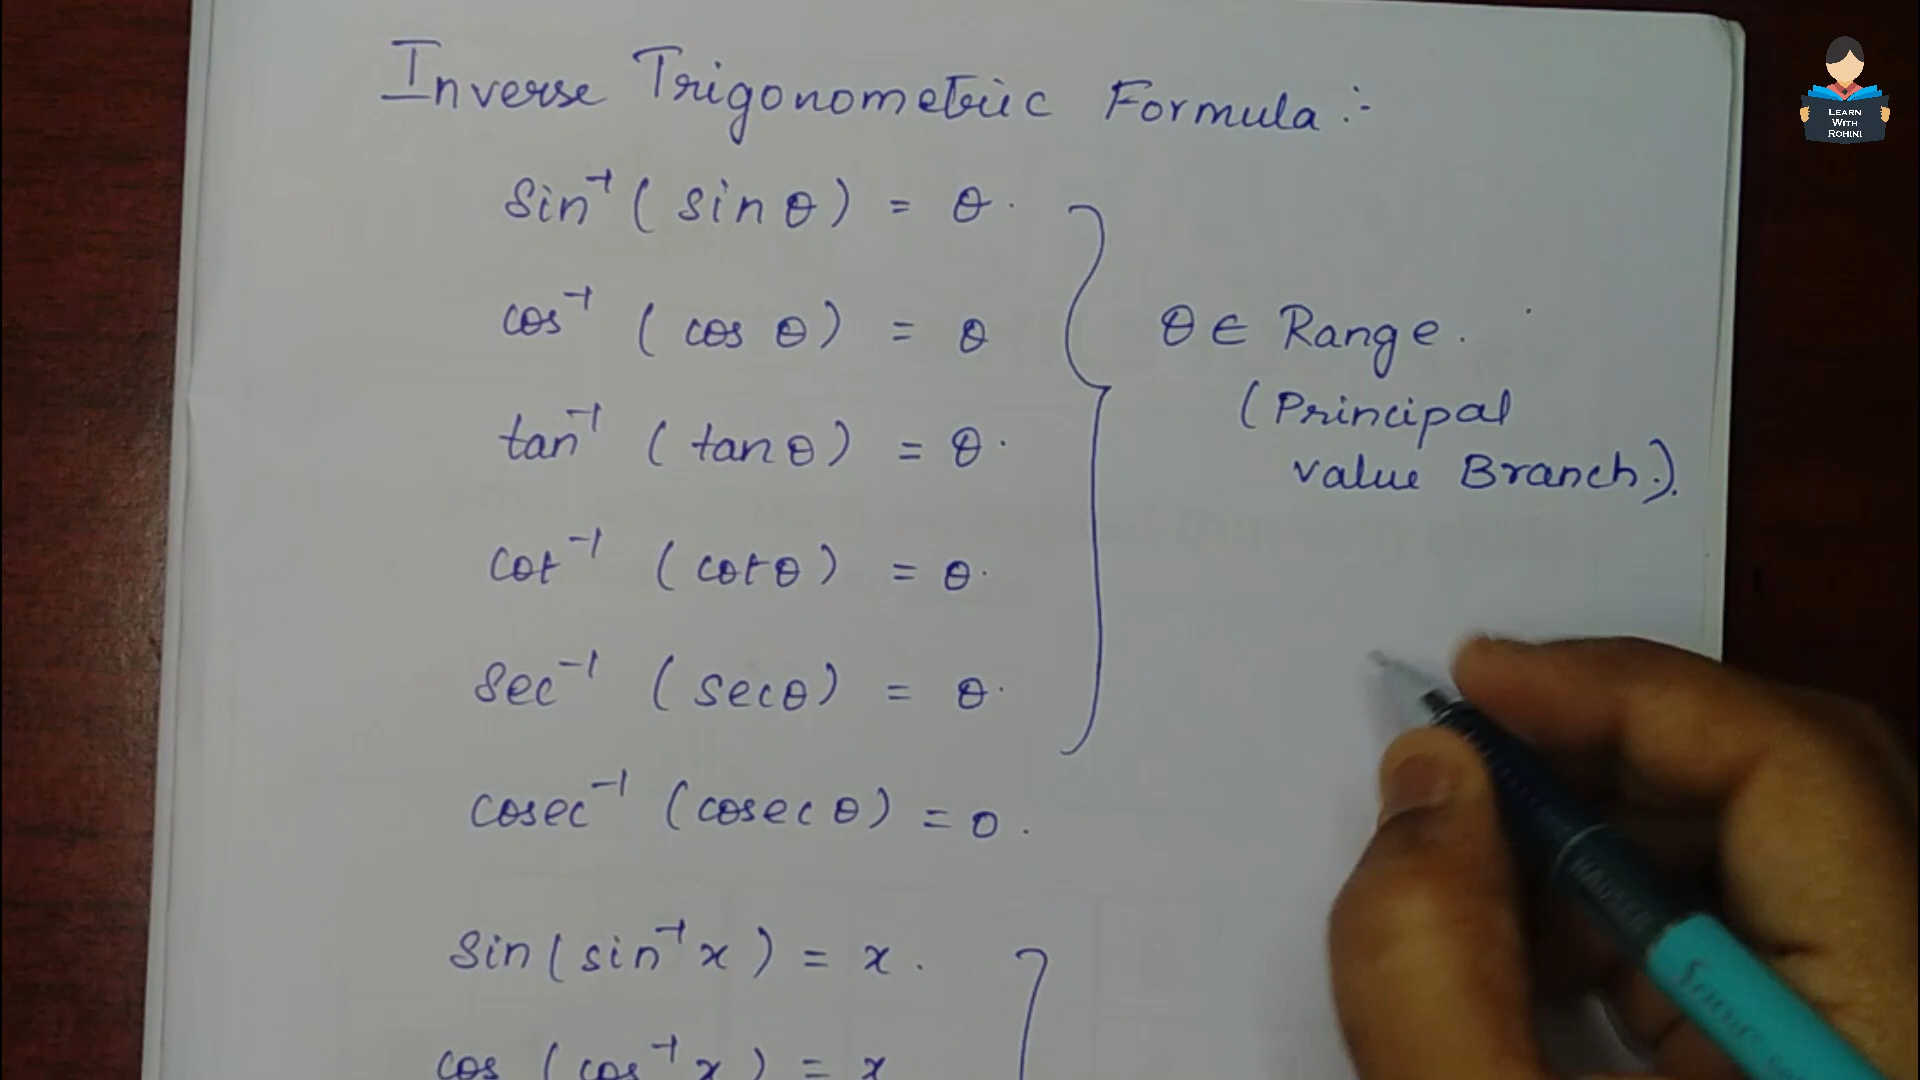 Inverse Trigonometric Formula :-
sin⁻¹ ( sin θ ) = θ .
cos⁻¹ ( cos θ ) = θ
θ ∈ Range .
( Principal
value Branch.).
tan⁻¹ ( tan θ ) = θ .
cot⁻¹ ( cot θ ) = θ .
sec⁻¹ ( sec θ ) = θ .
cosec⁻¹ ( cosec θ ) = 0 .
sin ( sin⁻¹ x ) = x .
cos ( cos⁻¹ x ) = x
LEARN
WITH
ROHINI